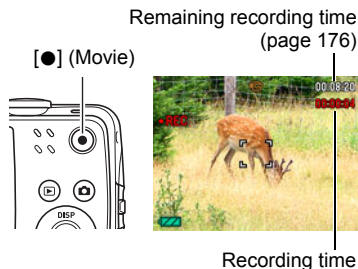 Remaining recording time
(page 176)
[●] (Movie)
00:08:20
00:00:04
●REC
DISP
Recording time